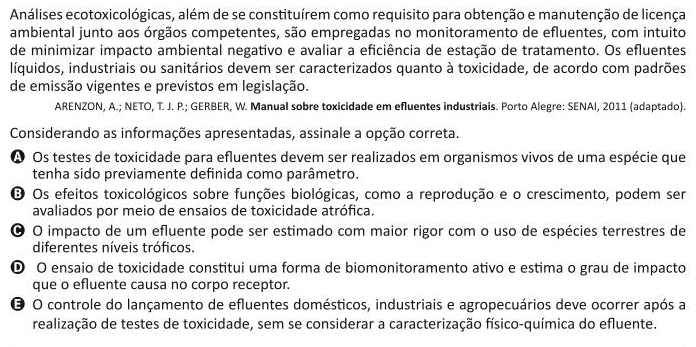 Análises ecotoxicológicas, além de se constituírem como requisito para obtenção e manutenção de licença
ambiental junto aos órgãos competentes, são empregadas no monitoramento de efluentes, com intuito
de minimizar impacto ambiental negativo e avaliar a eficiência de estação de tratamento. Os efluentes
líquidos, industriais ou sanitários devem ser caracterizados quanto à toxicidade, de acordo com padrões
de emissão vigentes e previstos em legislação.
ARENZON, A.; NETO, T. J. P.; GERBER, W. Manual sobre toxicidade em efluentes industriais. Porto Alegre: SENAI, 2011 (adaptado).
Considerando as informações apresentadas, assinale a opção correta.
A Os testes de toxicidade para efluentes devem ser realizados em organismos vivos de uma espécie que
tenha sido previamente definida como parâmetro.
B Os efeitos toxicológicos sobre funções biológicas, como a reprodução e o crescimento, podem ser
avaliados por meio de ensaios de toxicidade atrófica.
C O impacto de um efluente pode ser estimado com maior rigor com o uso de espécies terrestres de
diferentes níveis tróficos.
D O ensaio de toxicidade constitui uma forma de biomonitoramento ativo e estima o grau de impacto
que o efluente causa no corpo receptor.
E O controle do lançamento de efluentes domésticos, industriais e agropecuários deve ocorrer após a
realização de testes de toxicidade, sem se considerar a caracterização físico-química do efluente.